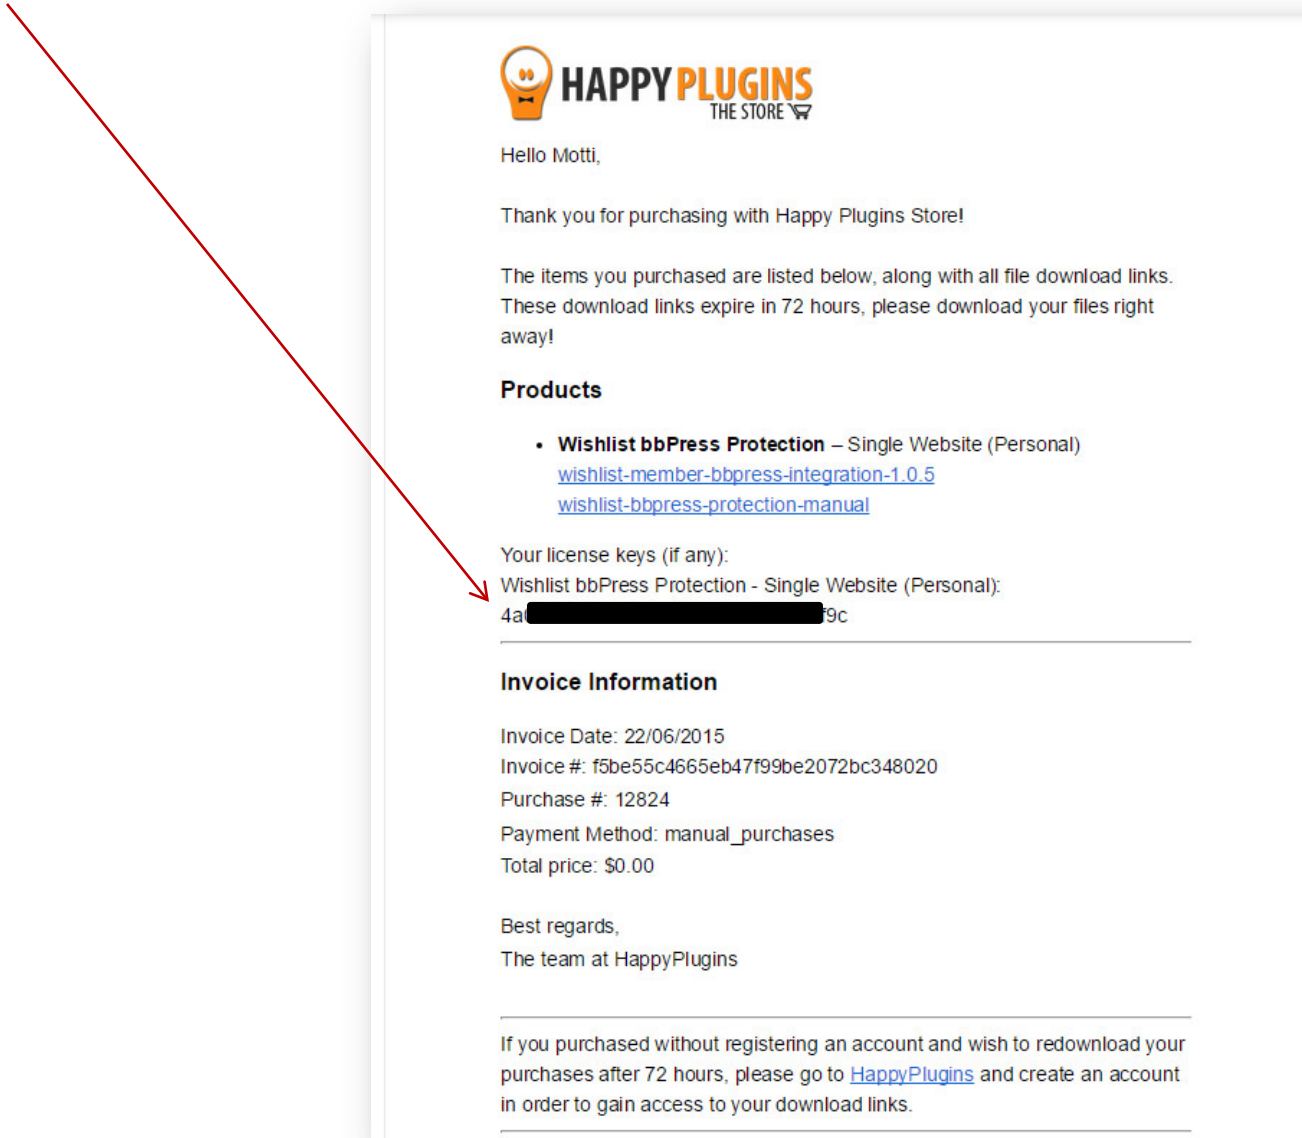 HAPPY PLUGINS
THE STORE
Hello Motti,
Thank you for purchasing with Happy Plugins Store!
The items you purchased are listed below, along with all file download links.
These download links expire in 72 hours, please download your files right
away!
Products
• Wishlist bbPress Protection – Single Website (Personal)
wishlist-member-bbpress-integration-1.0.5
wishlist-bbpress-protection-manual
Your license keys (if any):
Wishlist bbPress Protection - Single Website (Personal):
4a f9c
Invoice Information
Invoice Date: 22/06/2015
Invoice #: f5be55c4665eb47f99be2072bc348020
Purchase #: 12824
Payment Method: manual_purchases
Total price: $0.00
Best regards,
The team at HappyPlugins
If you purchased without registering an account and wish to redownload your
purchases after 72 hours, please go to HappyPlugins and create an account
in order to gain access to your download links.